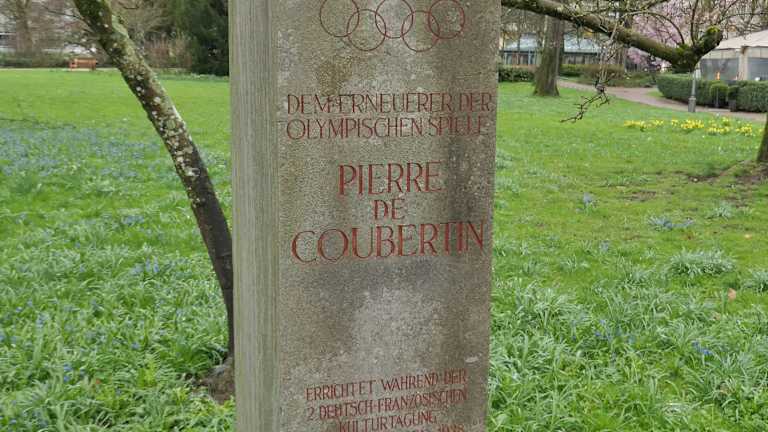 DEM·ERNEUERER DER
OLYMPISCHEN SPIELE
PIERRE
DE
COUBERTIN
ERRICHTET WÄHREND DER
2 DEUTSCH-FRANZÖSISCHEN
KULTURTAGUNG